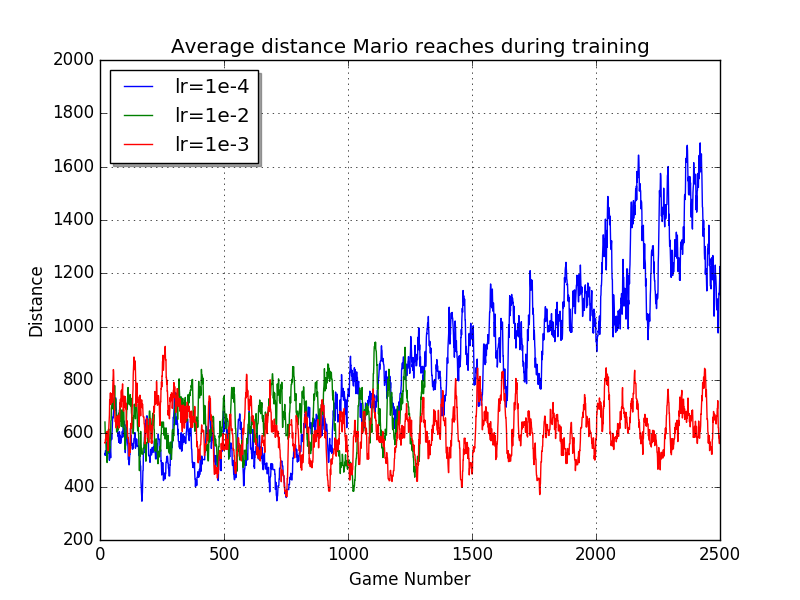 Average distance Mario reaches during training
2000
1800
1600
1400
1200
1000
800
600
400
200
Distance
lr=1e-4
lr=1e-2
lr=1e-3
0 500 1000 1500 2000 2500
Game Number